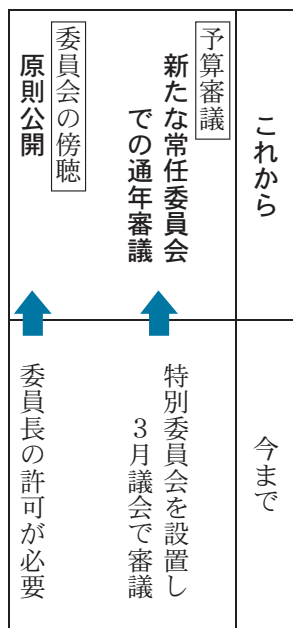 これから
今まで
予算審議
新たな常任委員会
での通年審議
特別委員会を設置し
3月議会で審議
委員会の傍聴
原則公開
委員長の許可が必要